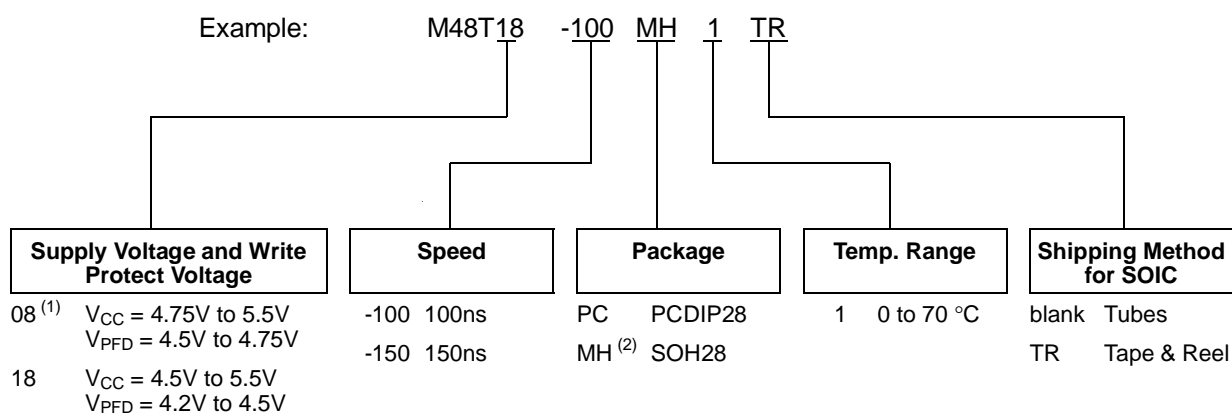 Example: M48T18 -100 MH 1 TR
Supply Voltage and Write
Protect Voltage
Speed
Package
Temp. Range
Shipping Method
for SOIC
08 (1) VCC = 4.75V to 5.5V
VPFD = 4.5V to 4.75V
18 VCC = 4.5V to 5.5V
VPFD = 4.2V to 4.5V
-100 100ns
-150 150ns
PC PCDIP28
MH (2) SOH28
1 0 to 70 °C
blank Tubes
TR Tape & Reel